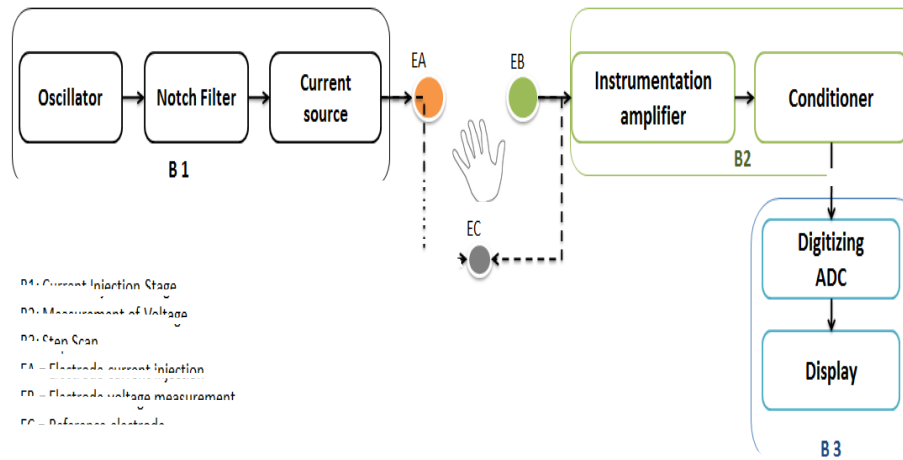 Oscillator
Notch Filter
Current
source
B 1
EA
EB
EC
Instrumentation
amplifier
Conditioner
B2
Digitizing
ADC
Display
B 3
B1: Current Injection Stage
B2: Measurement of Voltage
B3: Step Scan
EA = Electrode current injection
EB = Electrode voltage measurement
EC = Reference electrode